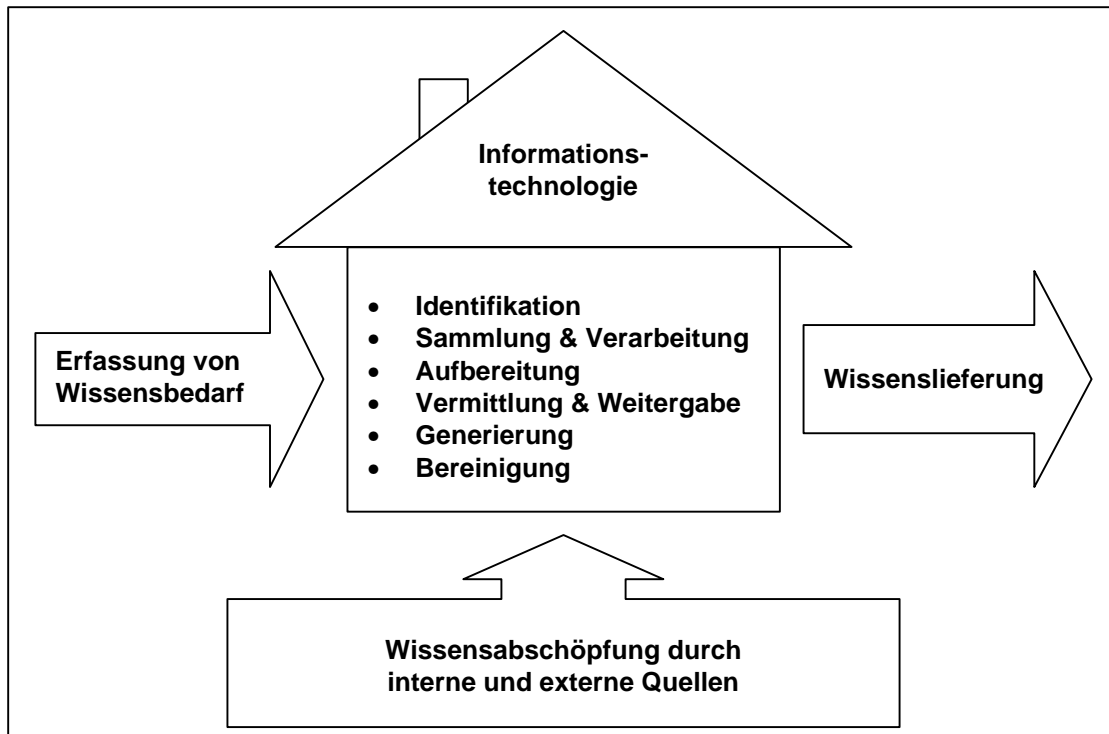 Informations-
technologie
Erfassung von
Wissensbedarf
• Identifikation
• Sammlung & Verarbeitung
• Aufbereitung
• Vermittlung & Weitergabe
• Generierung
• Bereinigung
Wissenslieferung
Wissensabschöpfung durch
interne und externe Quellen